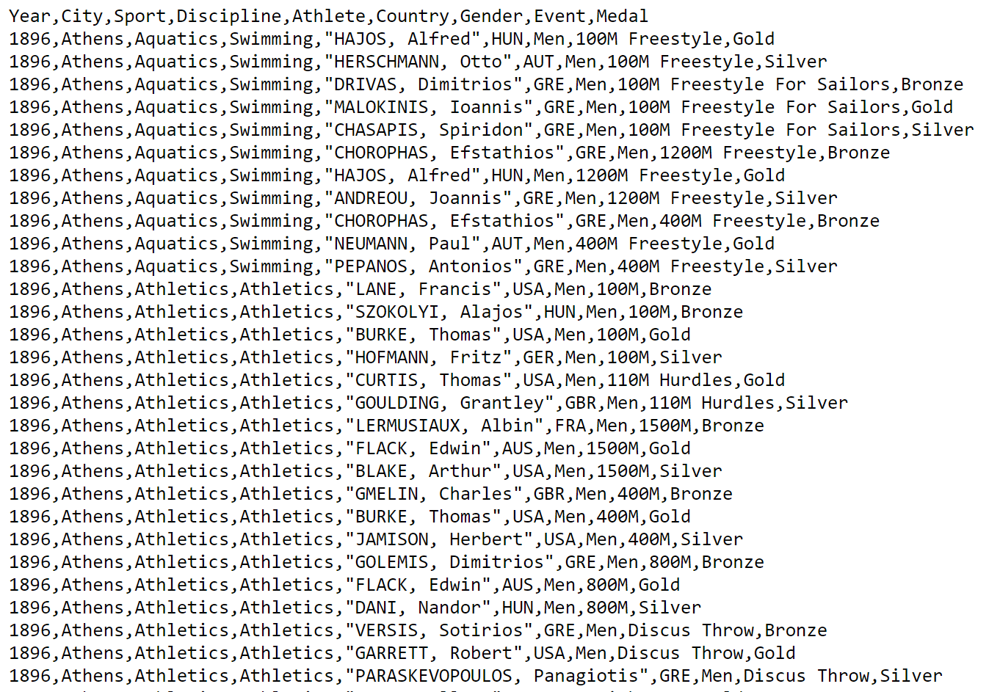 Year,City,Sport,Discipline,Athlete,Country,Gender,Event,Medal
1896,Athens,Aquatics,Swimming,"HAJOS, Alfred",HUN,Men,100M Freestyle,Gold
1896,Athens,Aquatics,Swimming,"HERSCHMANN, Otto",AUT,Men,100M Freestyle,Silver
1896,Athens,Aquatics,Swimming,"DRIVAS, Dimitrios",GRE,Men,100M Freestyle For Sailors,Bronze
1896,Athens,Aquatics,Swimming,"MALOKINIS, Ioannis",GRE,Men,100M Freestyle For Sailors,Gold
1896,Athens,Aquatics,Swimming,"CHASAPIS, Spiridon",GRE,Men,100M Freestyle For Sailors,Silver
1896,Athens,Aquatics,Swimming,"CHOROPHAS, Efstathios",GRE,Men,1200M Freestyle,Bronze
1896,Athens,Aquatics,Swimming,"HAJOS, Alfred",HUN,Men,1200M Freestyle,Gold
1896,Athens,Aquatics,Swimming,"ANDREOU, Joannis",GRE,Men,1200M Freestyle,Silver
1896,Athens,Aquatics,Swimming,"CHOROPHAS, Efstathios",GRE,Men,400M Freestyle,Bronze
1896,Athens,Aquatics,Swimming,"NEUMANN, Paul",AUT,Men,400M Freestyle,Gold
1896,Athens,Aquatics,Swimming,"PEPANOS, Antonios",GRE,Men,400M Freestyle,Silver
1896,Athens,Athletics,Athletics,"LANE, Francis",USA,Men,100M,Bronze
1896,Athens,Athletics,Athletics,"SZOKOLYI, Alajos",HUN,Men,100M,Bronze
1896,Athens,Athletics,Athletics,"BURKE, Thomas",USA,Men,100M,Gold
1896,Athens,Athletics,Athletics,"HOFMANN, Fritz",GER,Men,100M,Silver
1896,Athens,Athletics,Athletics,"CURTIS, Thomas",USA,Men,110M Hurdles,Gold
1896,Athens,Athletics,Athletics,"GOULDING, Grantley",GBR,Men,110M Hurdles,Silver
1896,Athens,Athletics,Athletics,"LERMUSIAUX, Albin",FRA,Men,1500M,Bronze
1896,Athens,Athletics,Athletics,"FLACK, Edwin",AUS,Men,1500M,Gold
1896,Athens,Athletics,Athletics,"BLAKE, Arthur",USA,Men,1500M,Silver
1896,Athens,Athletics,Athletics,"GMELIN, Charles",GBR,Men,400M,Bronze
1896,Athens,Athletics,Athletics,"BURKE, Thomas",USA,Men,400M,Gold
1896,Athens,Athletics,Athletics,"JAMISON, Herbert",USA,Men,400M,Silver
1896,Athens,Athletics,Athletics,"GOLEMIS, Dimitrios",GRE,Men,800M,Bronze
1896,Athens,Athletics,Athletics,"FLACK, Edwin",AUS,Men,800M,Gold
1896,Athens,Athletics,Athletics,"DANI, Nandor",HUN,Men,800M,Silver
1896,Athens,Athletics,Athletics,"VERSIS, Sotirios",GRE,Men,Discus Throw,Bronze
1896,Athens,Athletics,Athletics,"GARRETT, Robert",USA,Men,Discus Throw,Gold
1896,Athens,Athletics,Athletics,"PARASKEVOPOULOS, Panagiotis",GRE,Men,Discus Throw,Silver